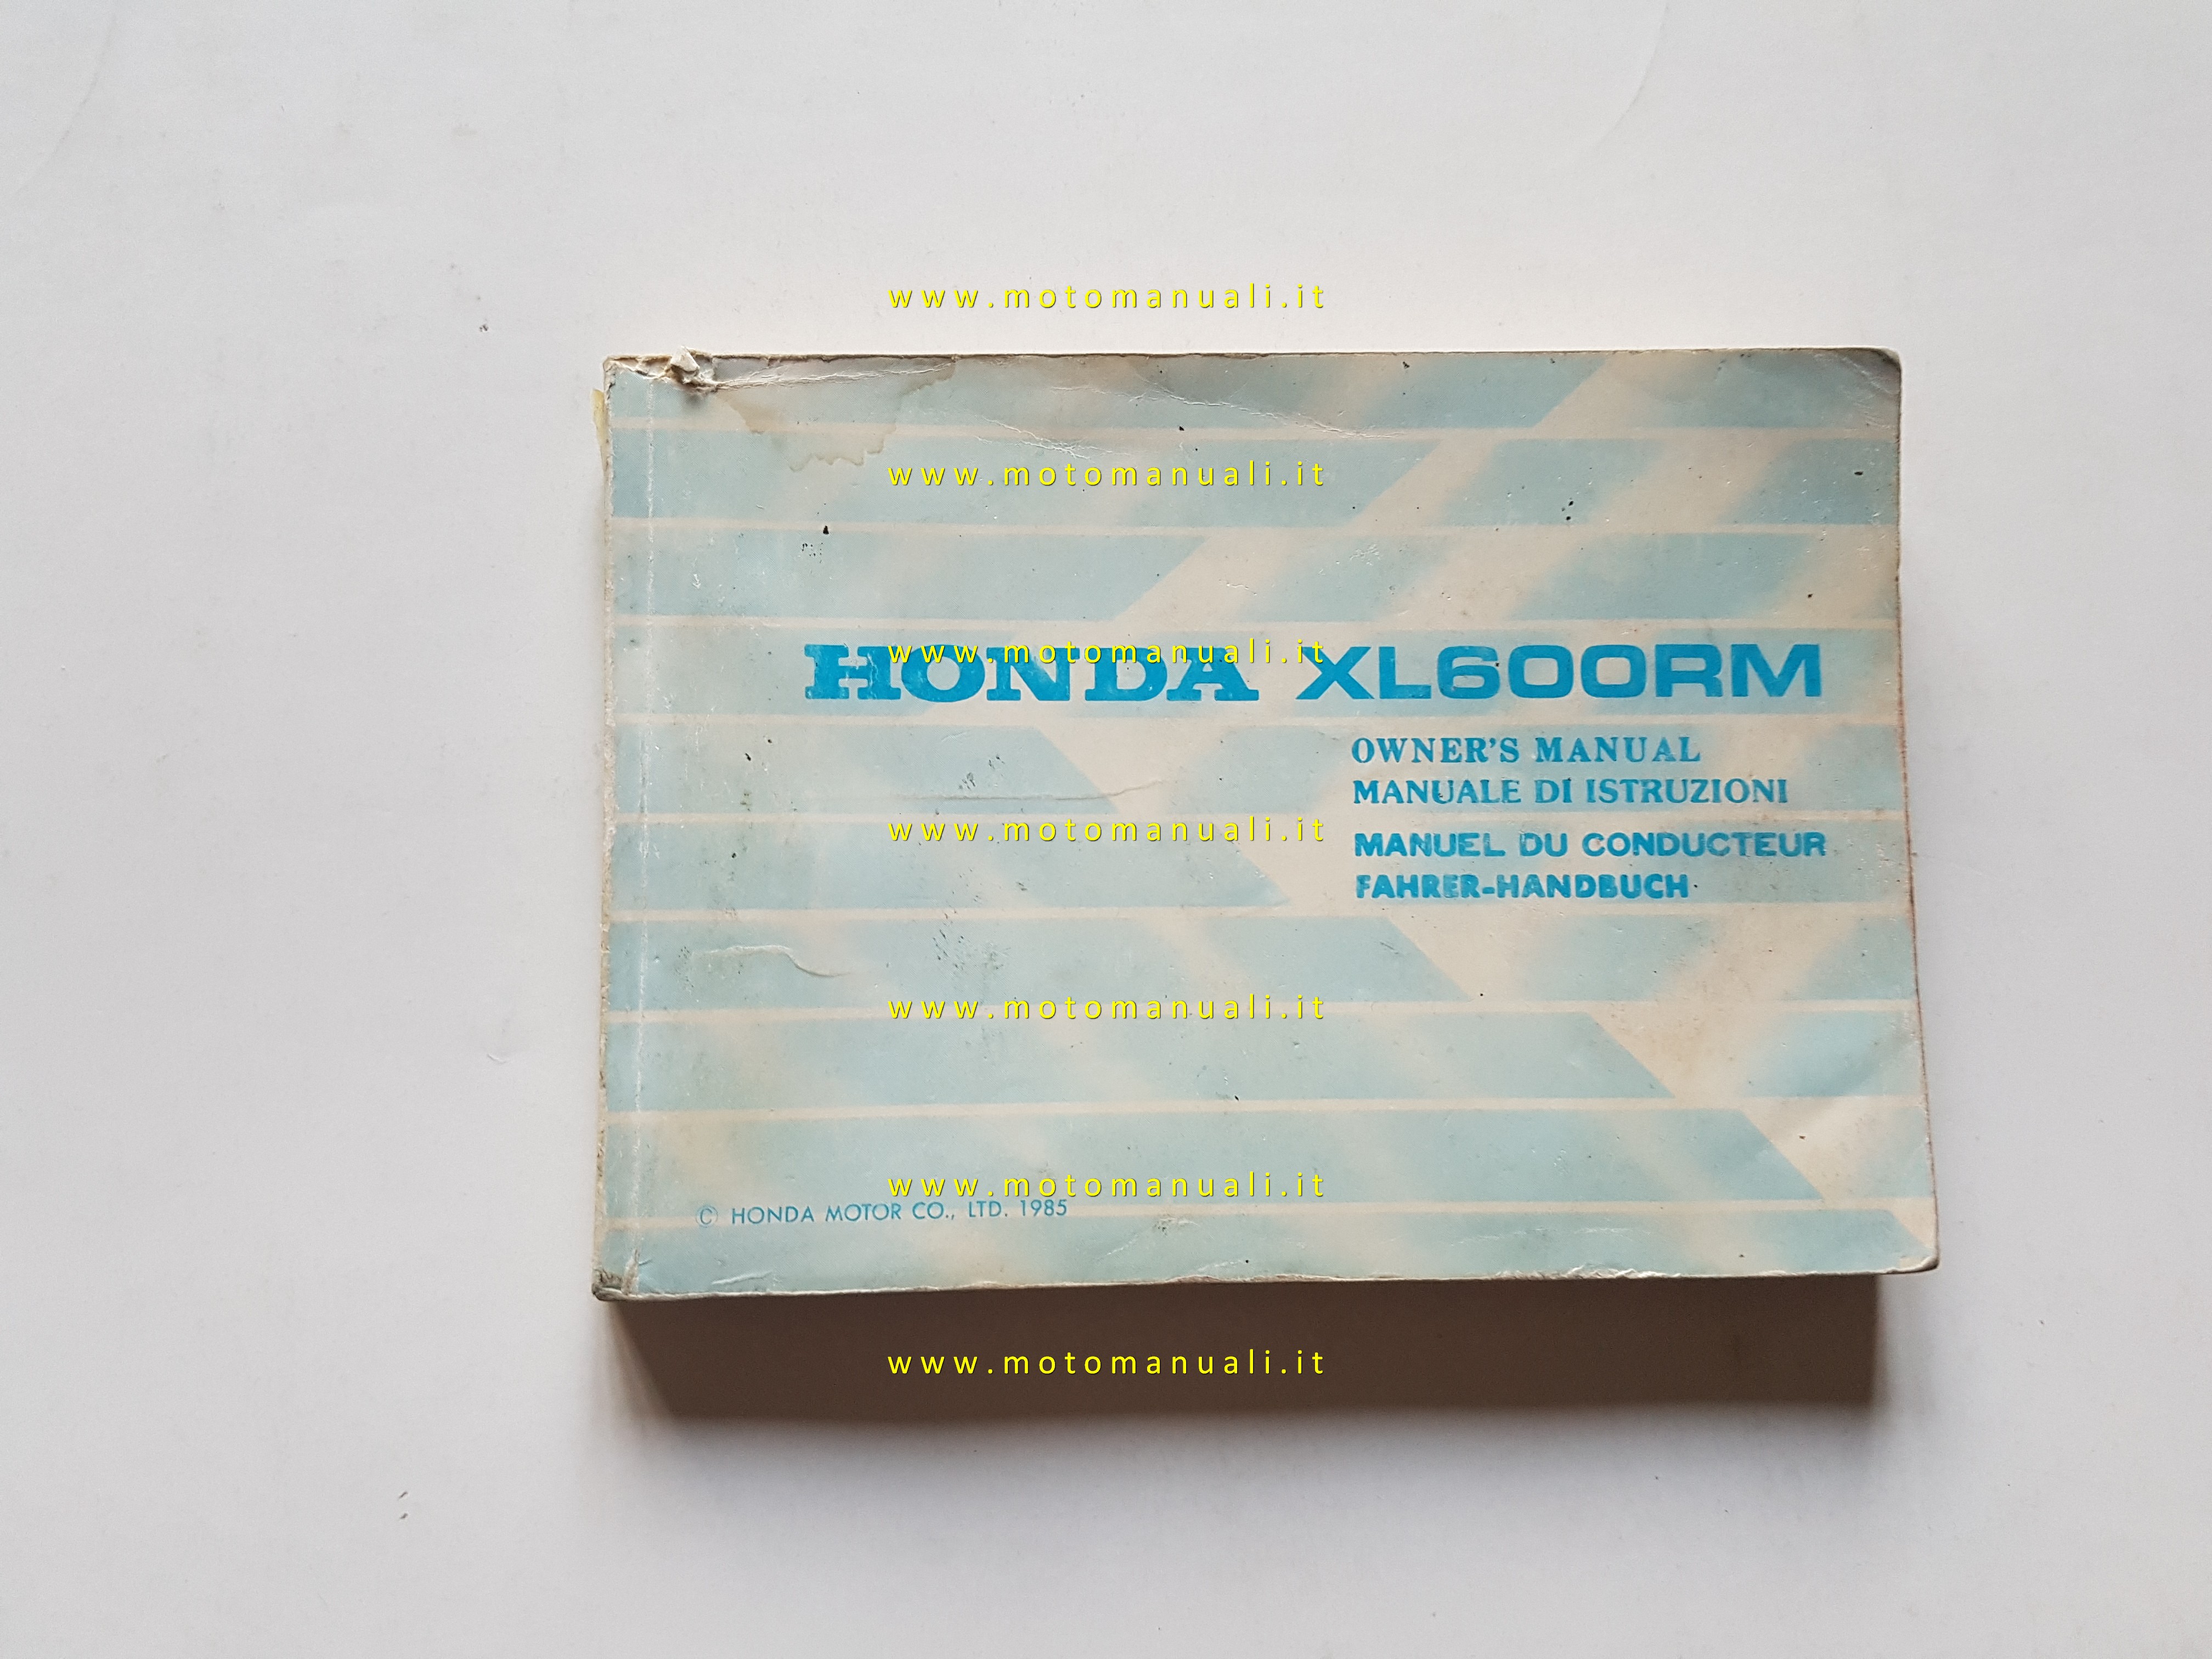 www.motomanuali.it
www.motomanuali.it
www.motomanuali.it
HONDA XL600RM
OWNER'S MANUAL
MANUALE DI ISTRUZIONI
www.motomanuali.it
MANUEL DU CONDUCTEUR
FAHRER-HANDBUCH
www.motomanuali.it
www.motomanuali.it
© HONDA MOTOR CO., LTD. 1985
www.motomanuali.it